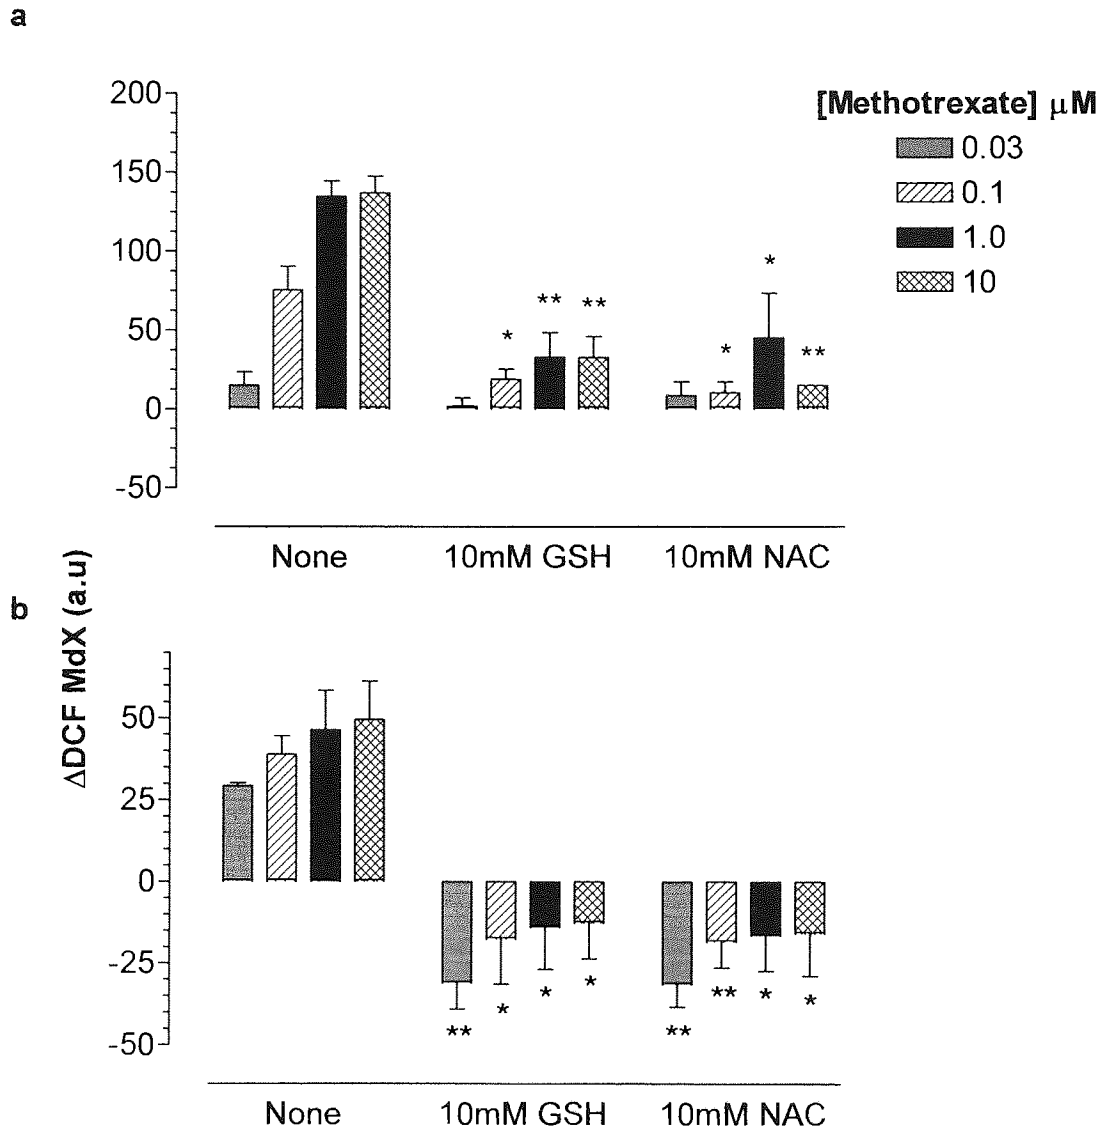 a
200
150
100
50
0
-50
[Methotrexate] μM
0.03
0.1
1.0
10
*
**
**
*
*
**
None
10mM GSH
10mM NAC
b
ΔDCF MdX (a.u)
50
25
0
-25
-50
**
*
*
*
**
**
*
*
None
10mM GSH
10mM NAC